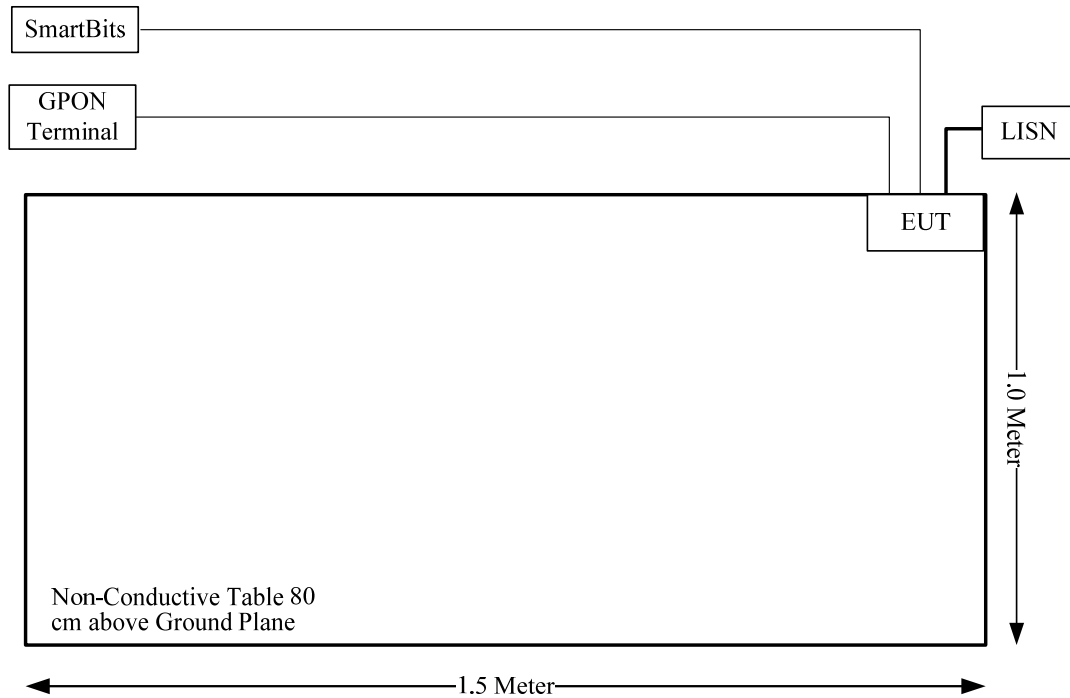 SmartBits
GPON
Terminal
LISN
EUT
1.0 Meter
Non-Conductive Table 80
cm above Ground Plane
1.5 Meter